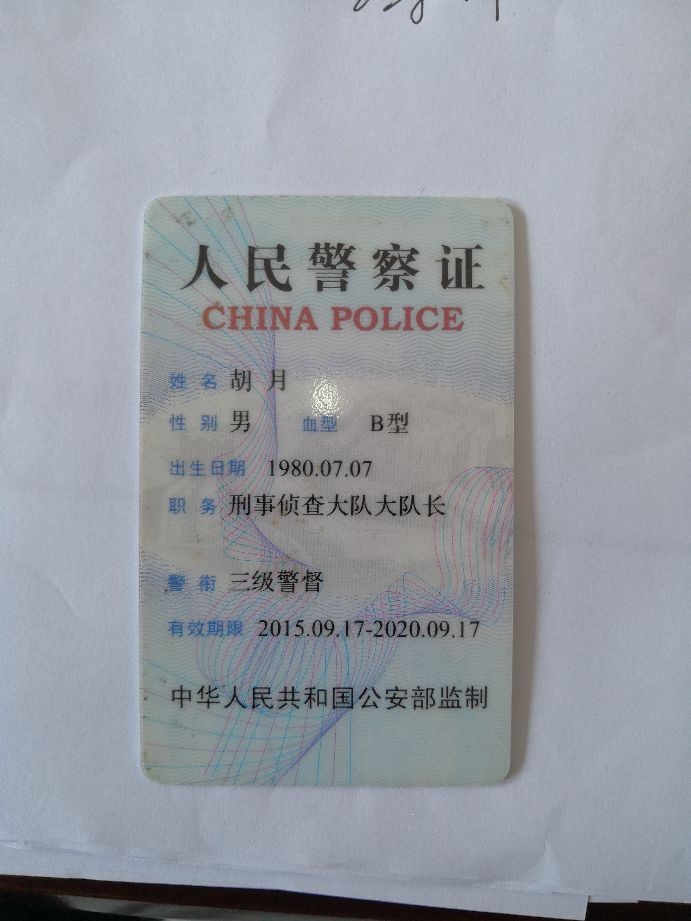 人民警察证
CHINA POLICE
姓名 胡月
性别 男 血型 B型
出生日期 1980.07.07
职务 刑事侦查大队大队长
警衔 三级警督
有效期限 2015.09.17-2020.09.17
中华人民共和国公安部监制